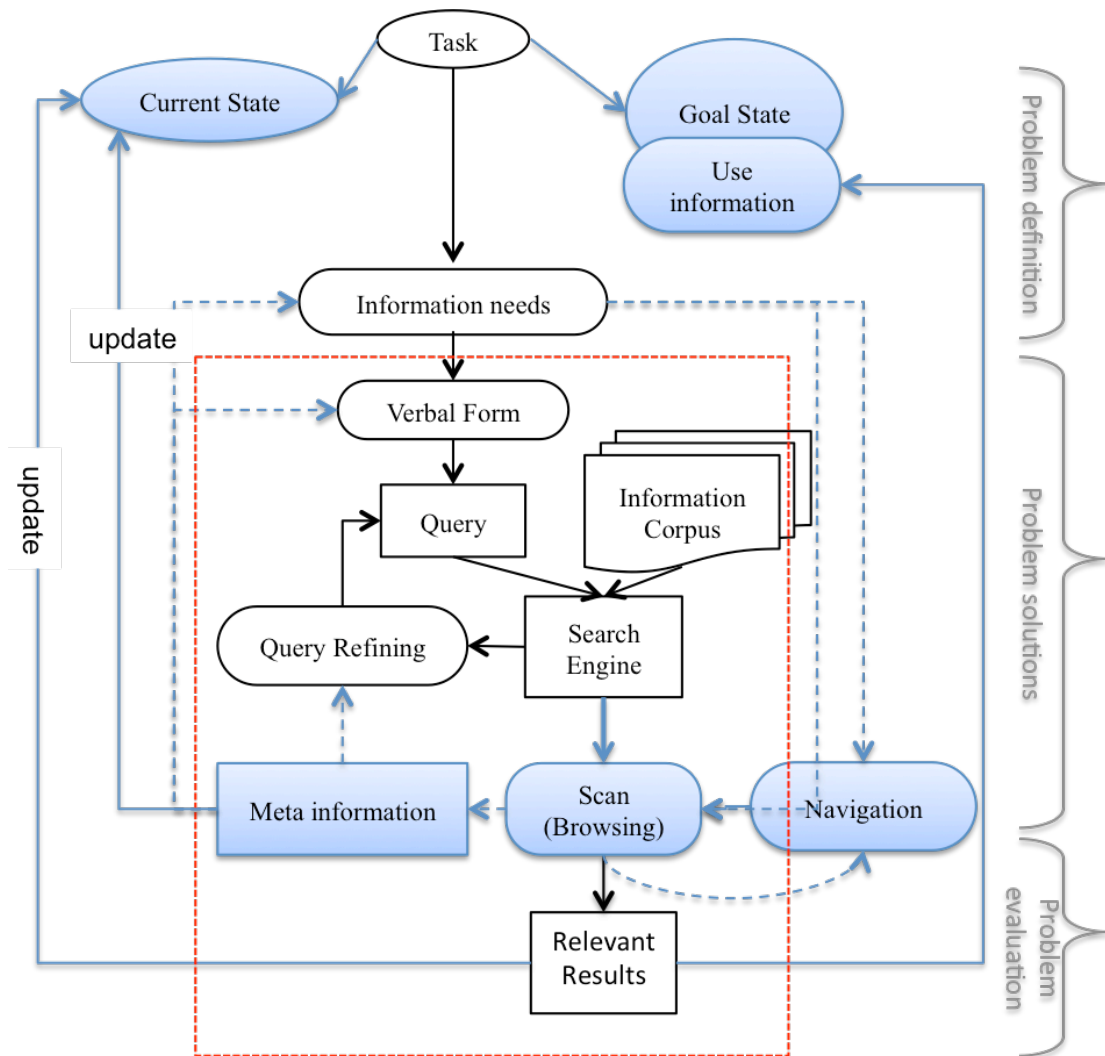 Task
Current State
Goal State
Use
information
Problem definition
Information needs
update
Verbal Form
Information
Corpus
Query
update
Problem solutions
Search
Engine
Query Refining
Meta information
Scan
(Browsing)
Navigation
Relevant
Results
Problem
evaluation